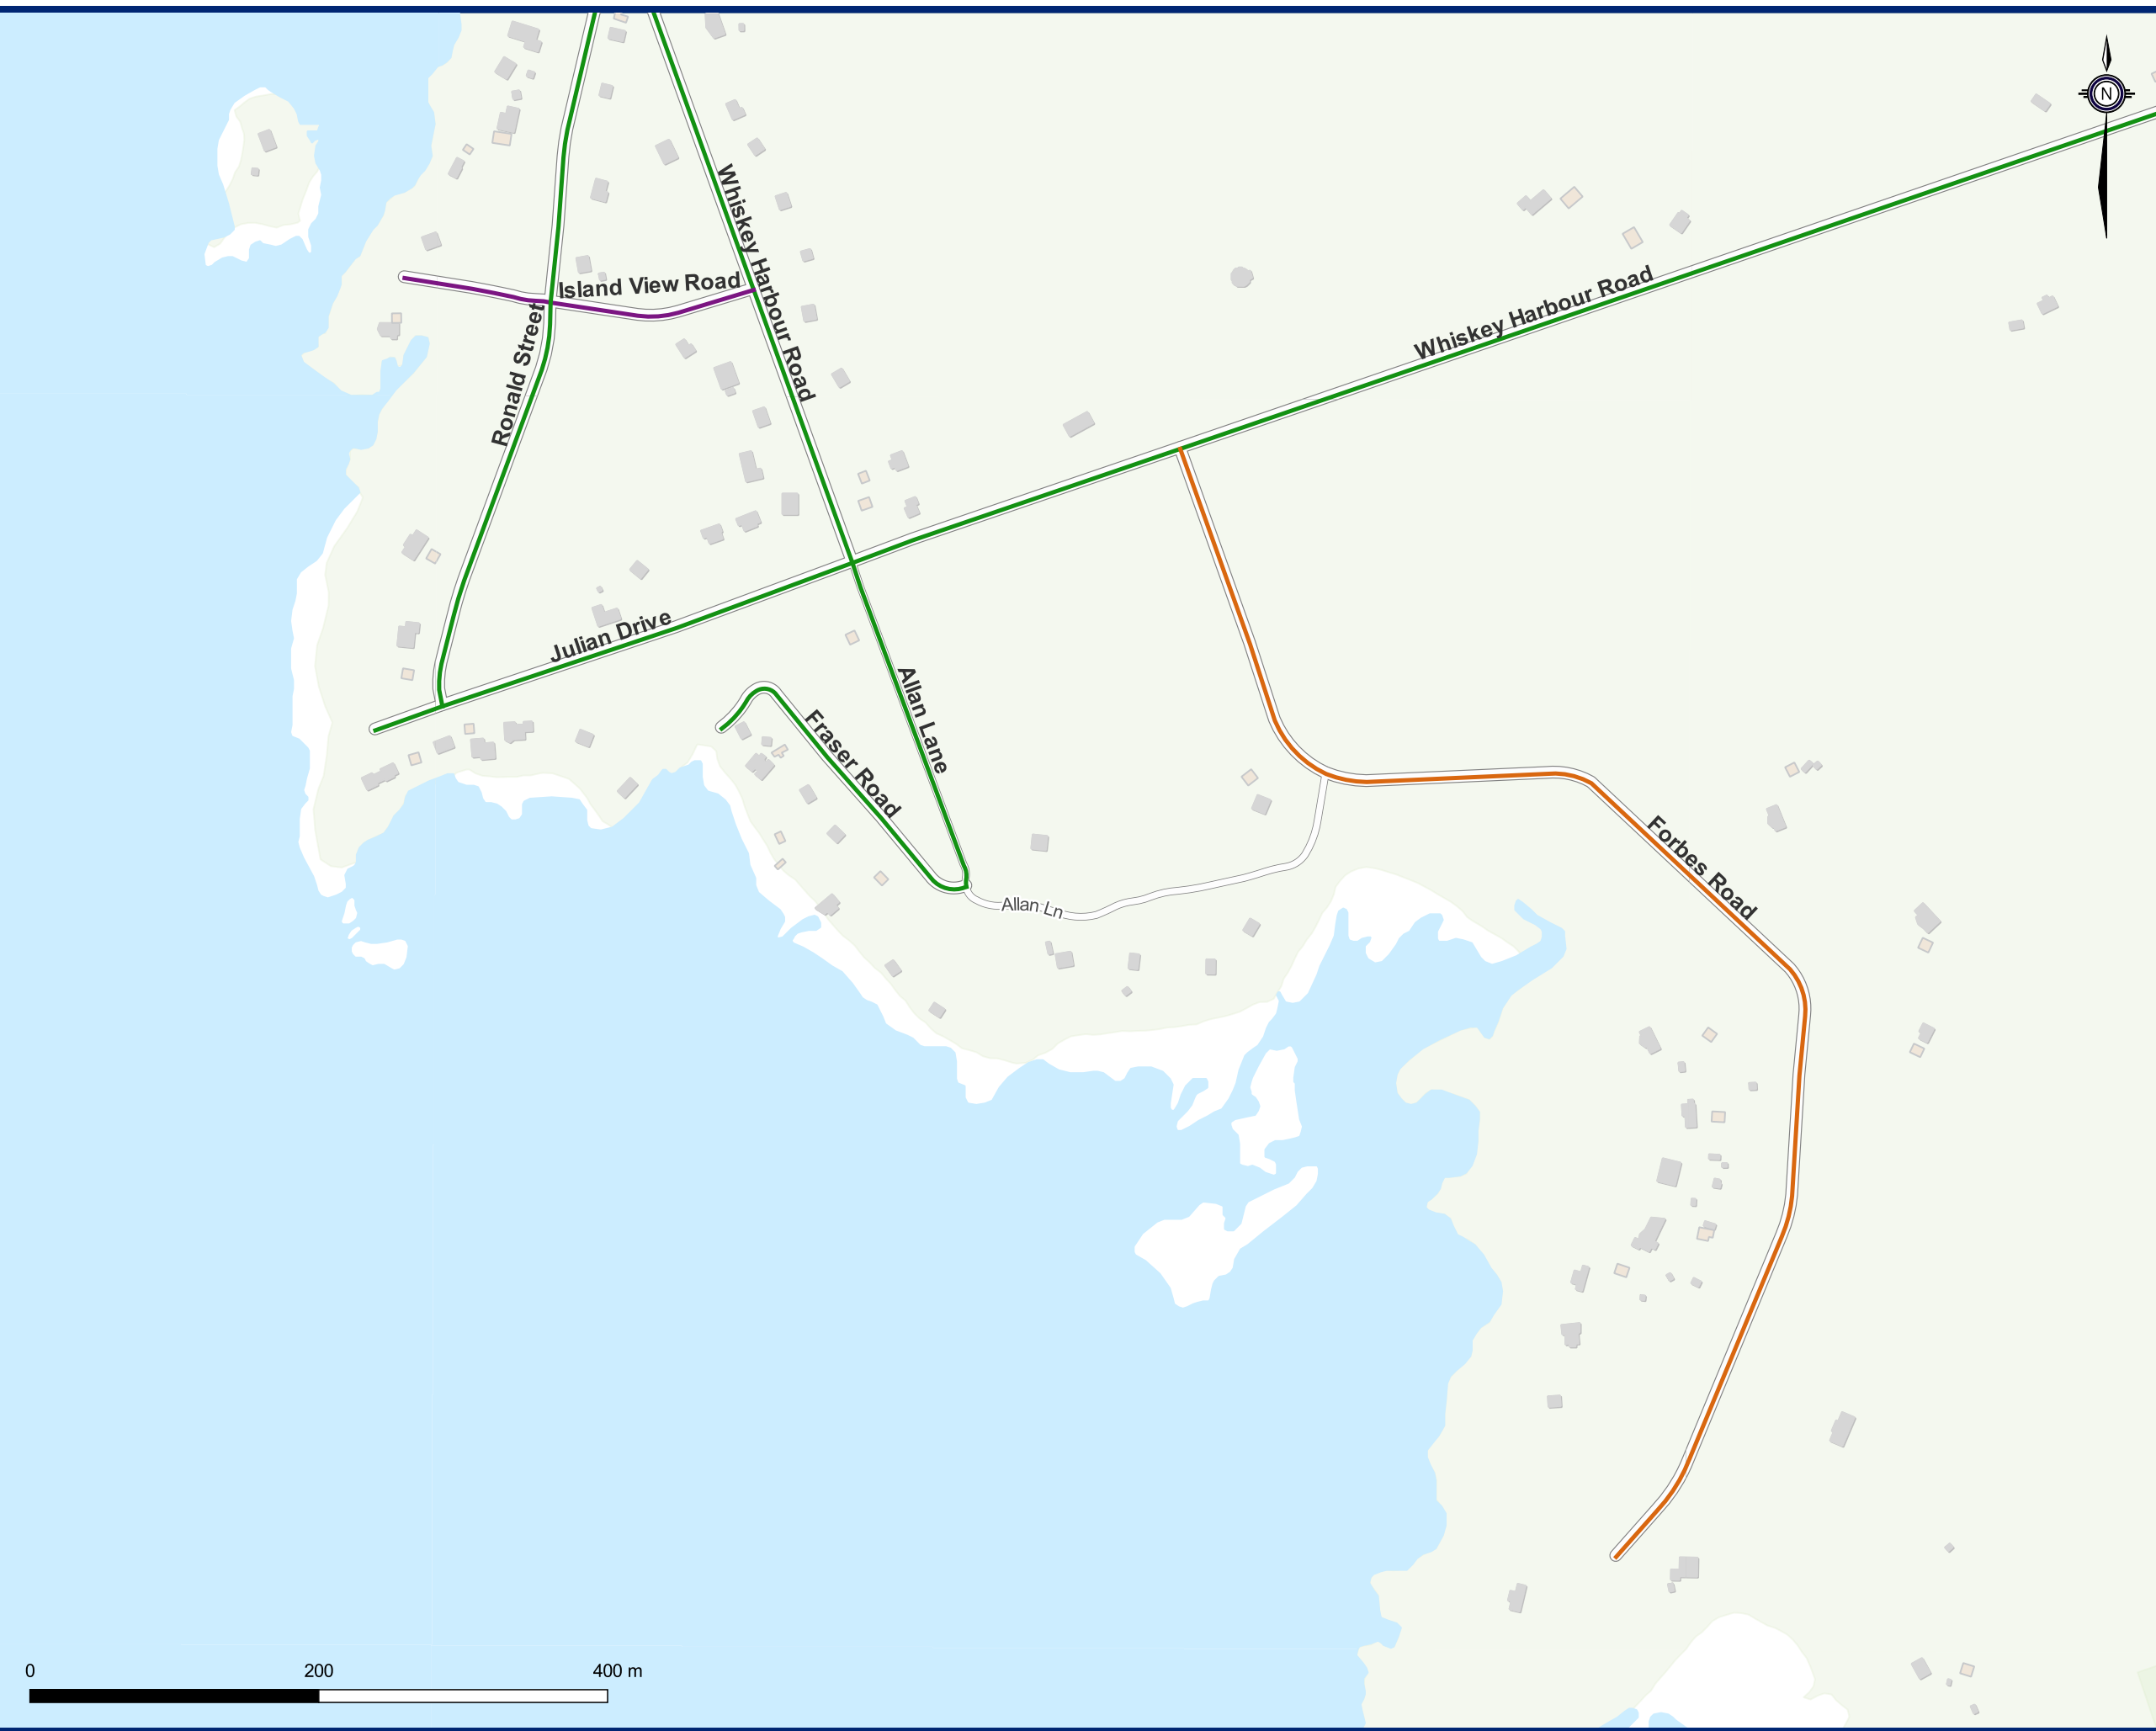 N
Whiskey Harbour Road
Island View Road
Whiskey Harbour Road
Ronald Street
Julian Drive
Allan Lane
Fraser Road
Forbes Road
Allan Ln
0 200 400 m